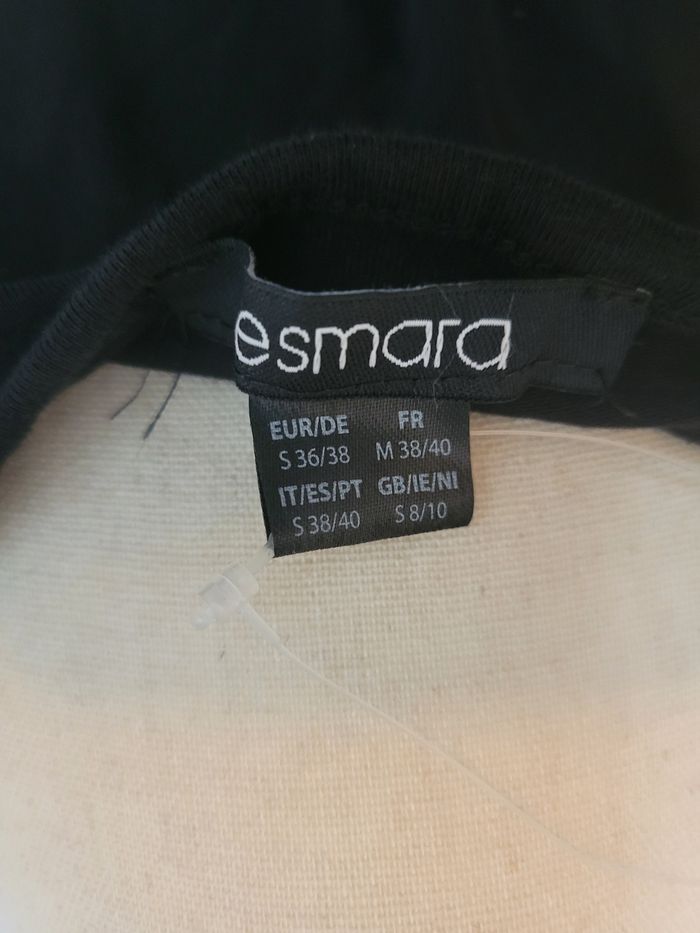 esmara
EUR/DE FR
S 36/38 M 38/40
IT/ES/PT GB/IE/NI
S 38/40 S 8/10